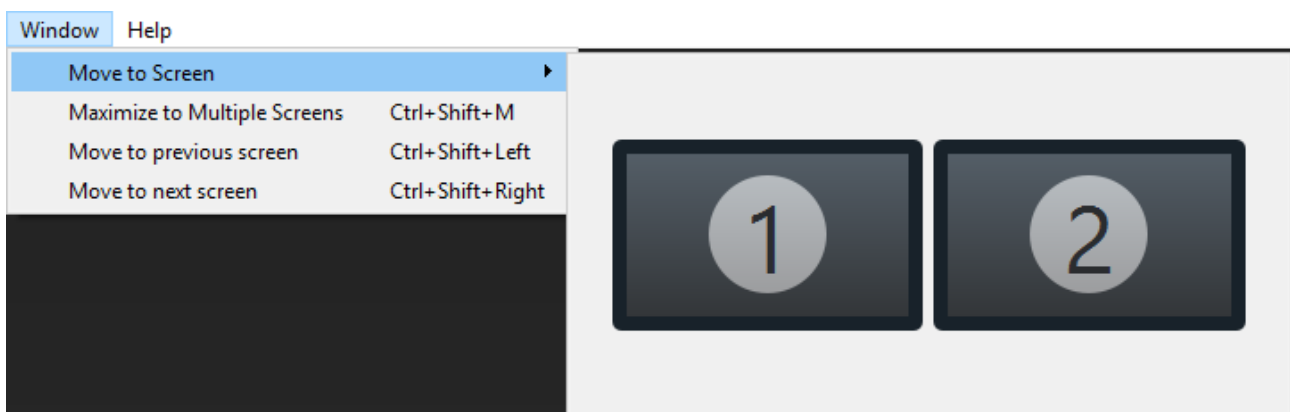 Window Help
Move to Screen
Maximize to Multiple Screens Ctrl+Shift+M
Move to previous screen Ctrl+Shift+Left
Move to next screen Ctrl+Shift+Right
1 2